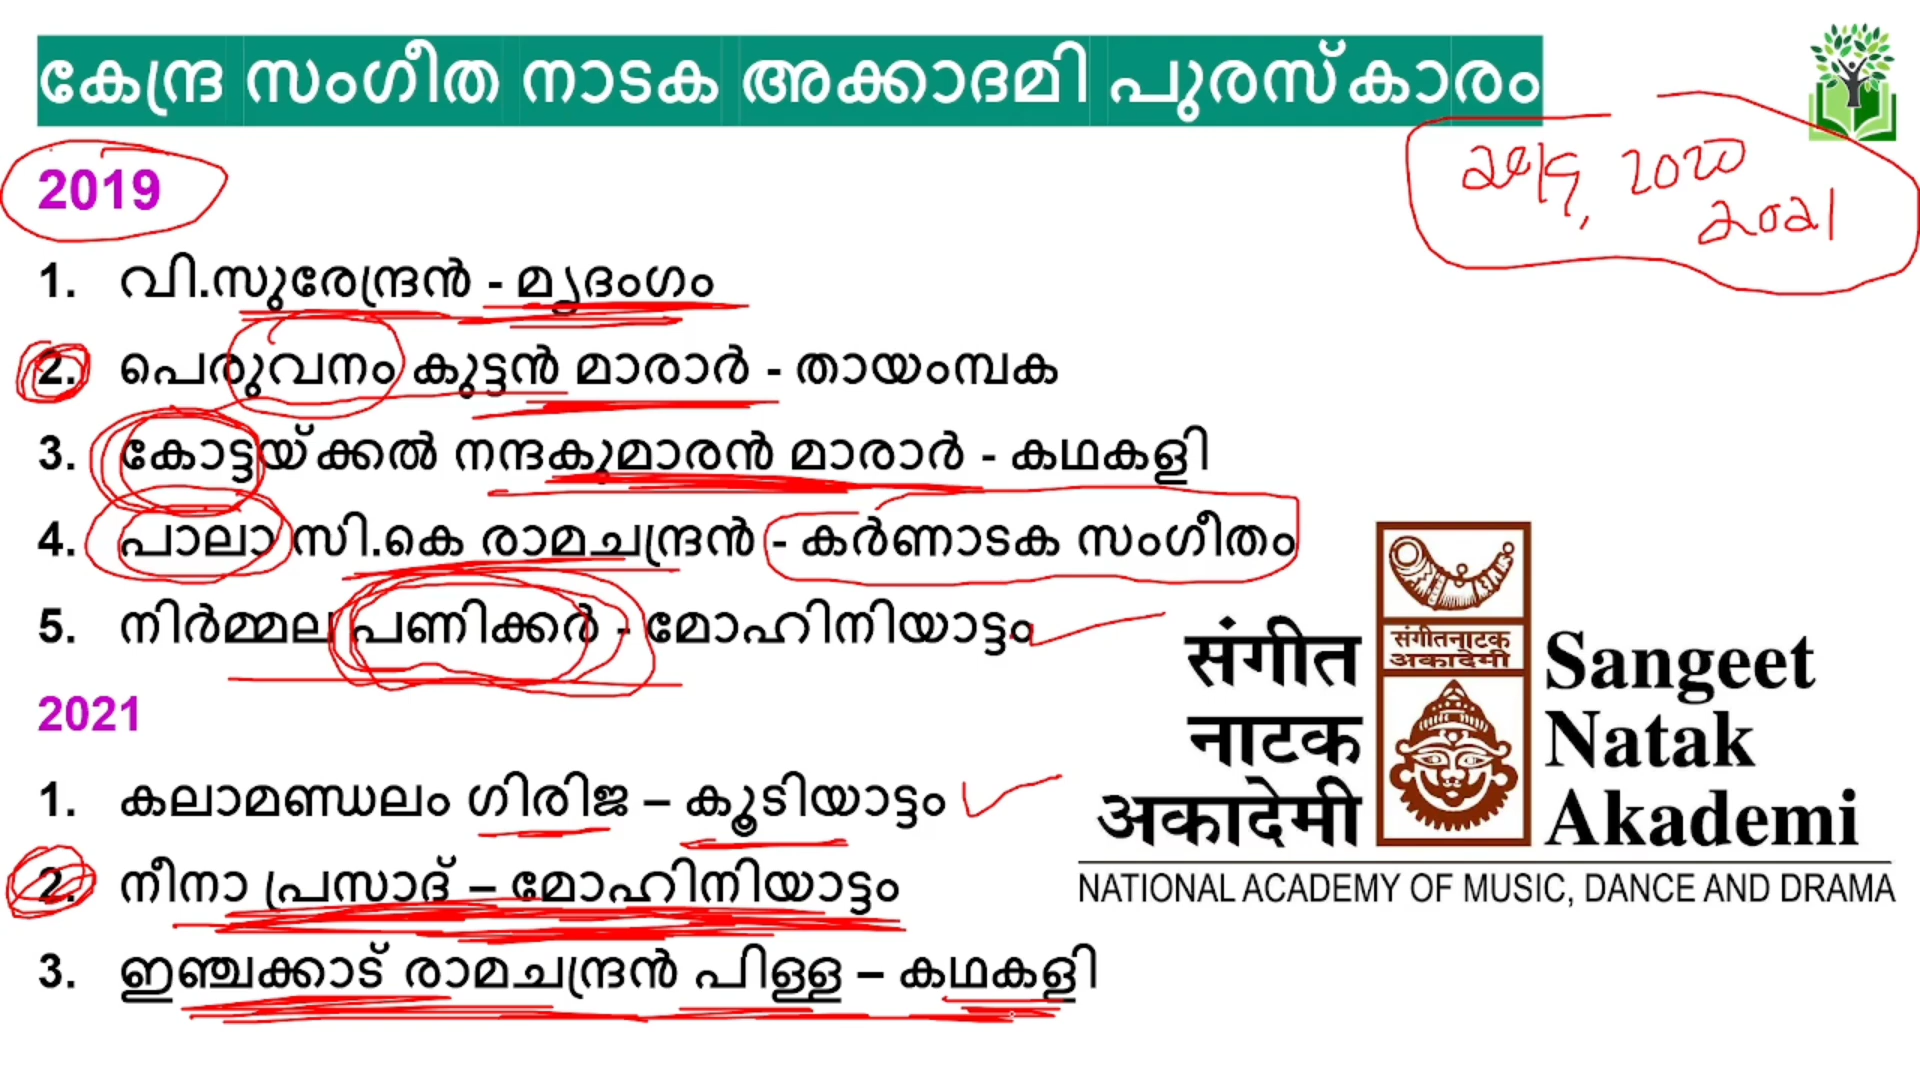 കേന്ദ്ര സംഗീത നാടക അക്കാദമി പുരസ്കാരം
2019, 2020
2021
2019
1. വി.സുരേന്ദ്രൻ - മൃദംഗം
2. പെരുവനം കുട്ടൻ മാരാർ - തായംമ്പക
3. കോട്ടയ്ക്കൽ നന്ദകുമാരൻ മാരാർ - കഥകളി
4. പാലാ സി.കെ രാമചന്ദ്രൻ - കർണാടക സംഗീതം
5. നിർമ്മല പണിക്കർ - മോഹിനിയാട്ടം
2021
1. കലാമണ്ഡലം ഗിരിജ – കൂടിയാട്ടം
2. നീനാ പ്രസാദ് – മോഹിനിയാട്ടം
3. ഇഞ്ചക്കാട് രാമചന്ദ്രൻ പിള്ള – കഥകളി
संगीत
नाटक
अकादेमी
संगीतनाटक
अकादेमी
Sangeet
Natak
Akademi
NATIONAL ACADEMY OF MUSIC, DANCE AND DRAMA